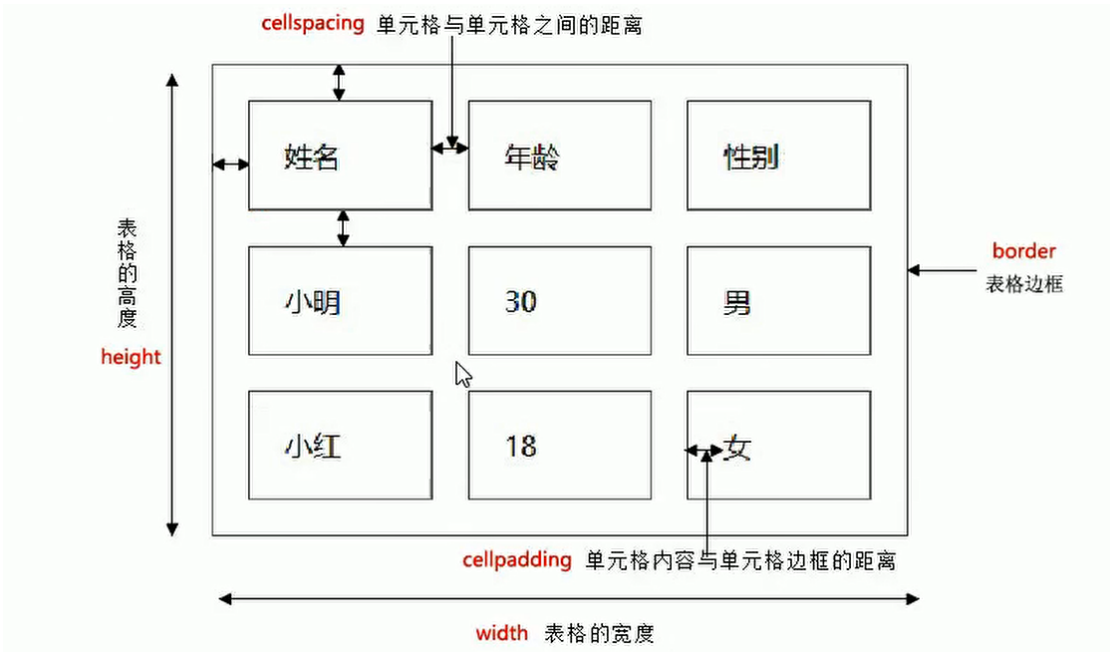 cellspacing 单元格与单元格之间的距离
姓名 年龄 性别
表格的高度
height
border
表格边框
小明 30 男
小红 18 女
cellpadding 单元格内容与单元格边框的距离
width 表格的宽度